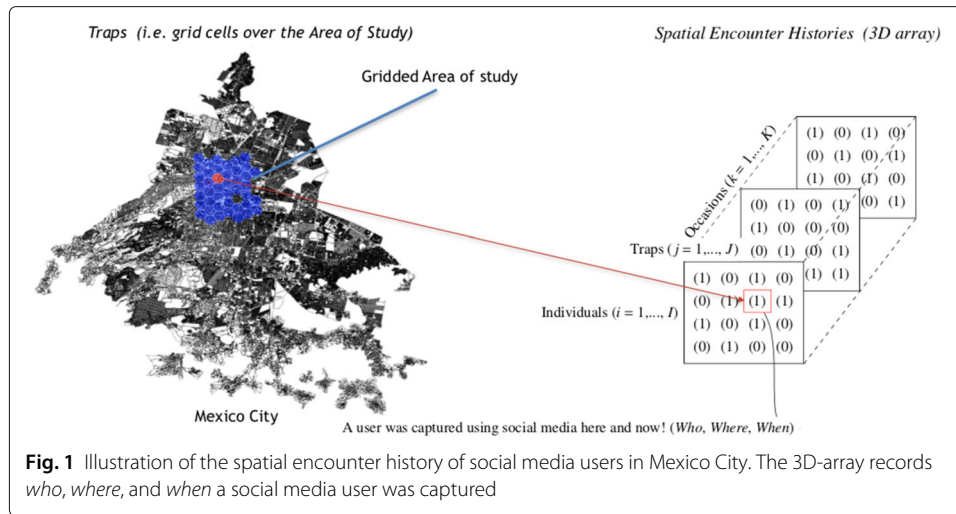 Traps (i.e. grid cells over the Area of Study)
Spatial Encounter Histories (3D array)
Gridded Area of study
Occasions (k = 1,..., K)
(1) (0) (1) (0)
(0) (1) (0) (1)
(1) (0) (1) (0)
(0) (1)
Traps (j = 1,..., J)
(0) (1) (0) (1)
(1) (0) (0) (0)
(0) (1) (0) (1)
(1) (1)
Individuals (i = 1,..., I)
(1) (0) (1) (0)
(0) (1) (1) (1)
(1) (0) (1) (0)
(0) (1) (0) (0)
Mexico City
A user was captured using social media here and now! (Who, Where, When)
Fig. 1 Illustration of the spatial encounter history of social media users in Mexico City. The 3D-array records
who, where, and when a social media user was captured